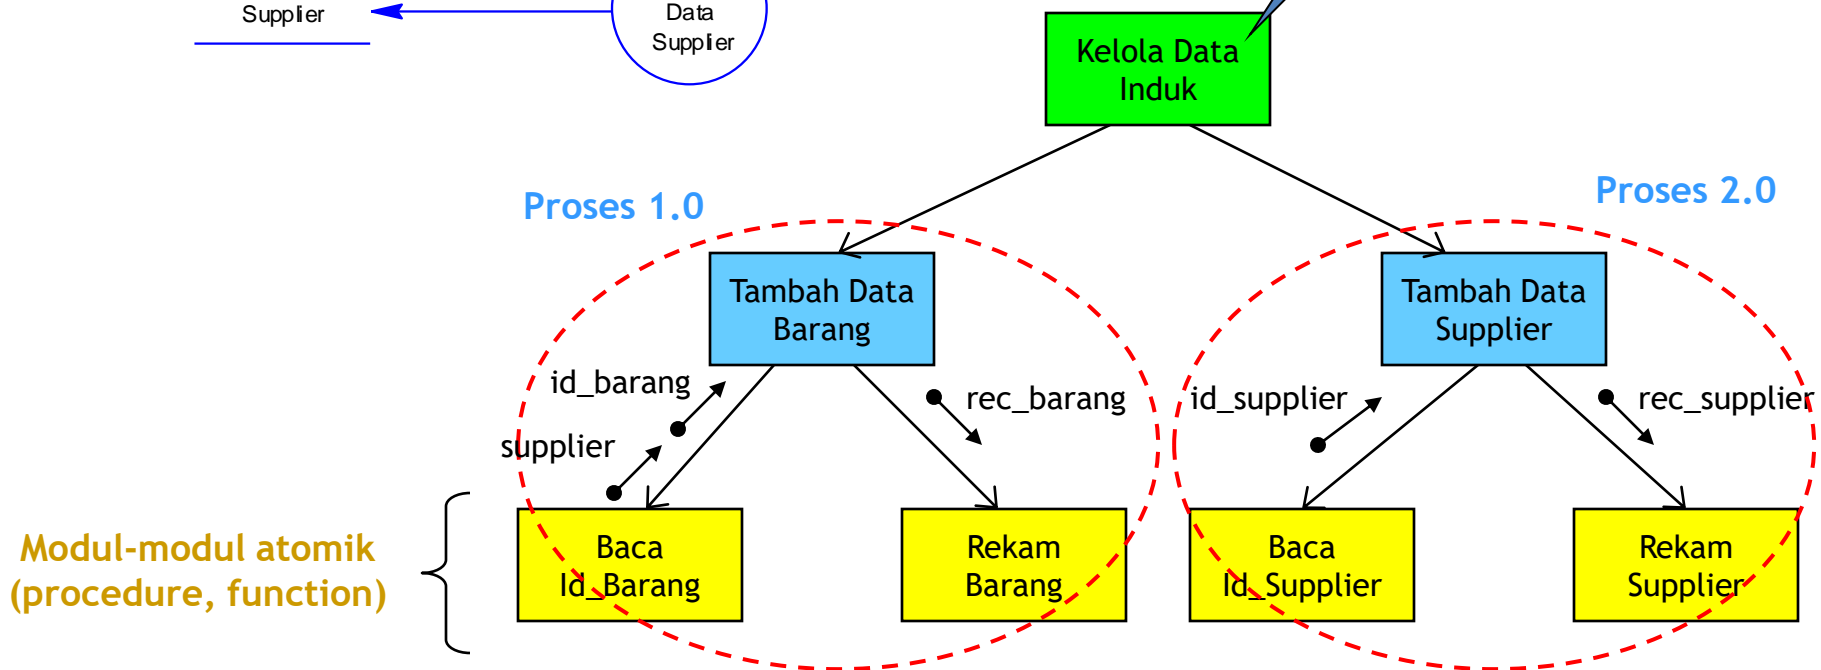 Supplier
Data
Supplier
Kelola Data
Induk
Proses 1.0
Proses 2.0
Tambah Data
Barang
Tambah Data
Supplier
id_barang
supplier
rec_barang
id_supplier
rec_supplier
Modul-modul atomik
(procedure, function)
Baca
Id_Barang
Rekam
Barang
Baca
Id_Supplier
Rekam
Supplier